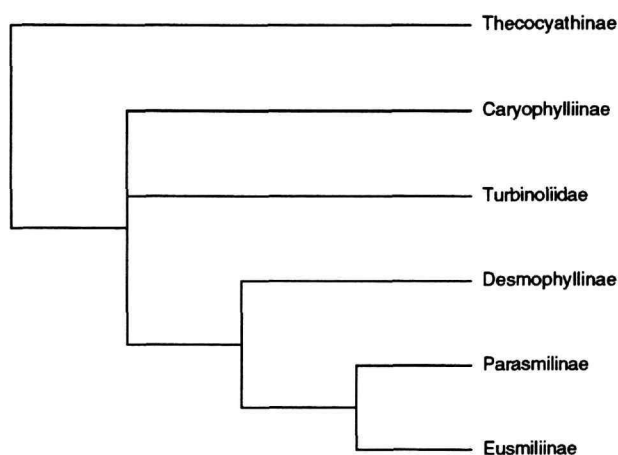 Thecocyathinae
Caryophylliinae
Turbinoliidae
Desmophyllinae
Parasmilinae
Eusmiliinae